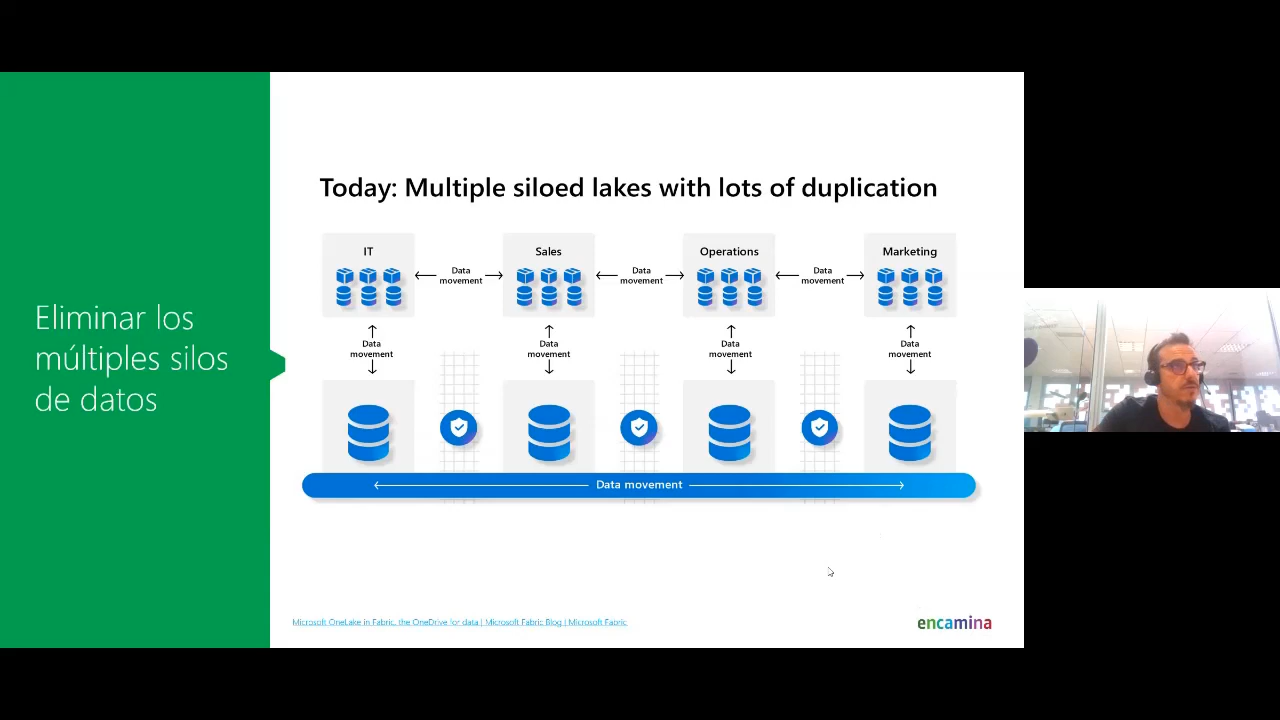 Eliminar los
múltiples silos
de datos
Today: Multiple siloed lakes with lots of duplication
IT
Sales
Operations
Marketing
Data
movement
Data
movement
Data
movement
Data
movement
Data
movement
Data
movement
Data
movement
Data movement
Microsoft OneLake in Fabric, the OneDrive for data | Microsoft Fabric Blog | Microsoft Fabric
encamina